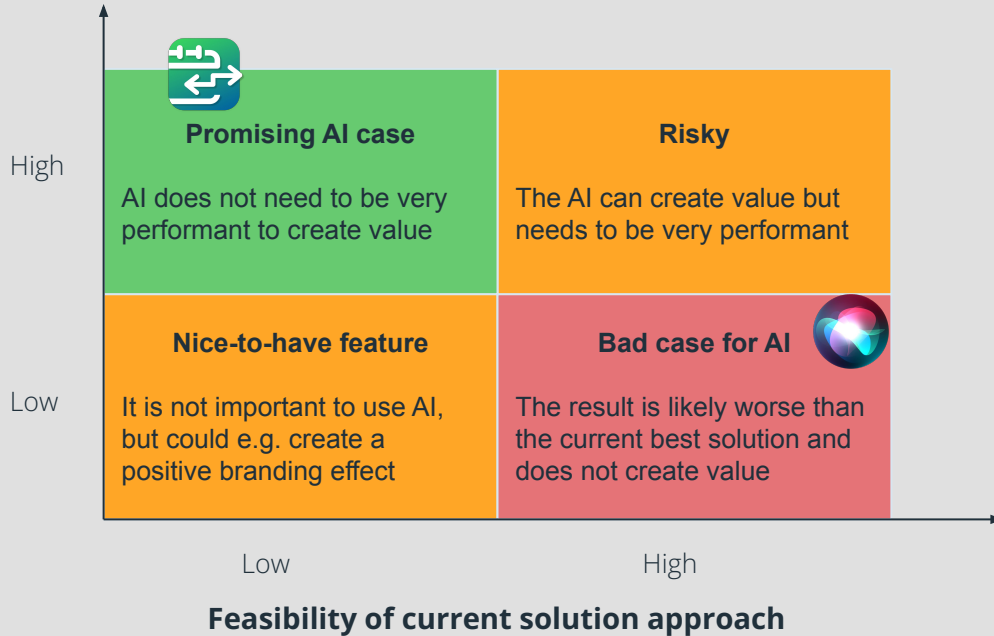 High
Promising AI case
AI does not need to be very
performant to create value
Risky
The AI can create value but
needs to be very performant
Low
Nice-to-have feature
It is not important to use AI,
but could e.g. create a
positive branding effect
Bad case for AI
The result is likely worse than
the current best solution and
does not create value
Low
High
Feasibility of current solution approach